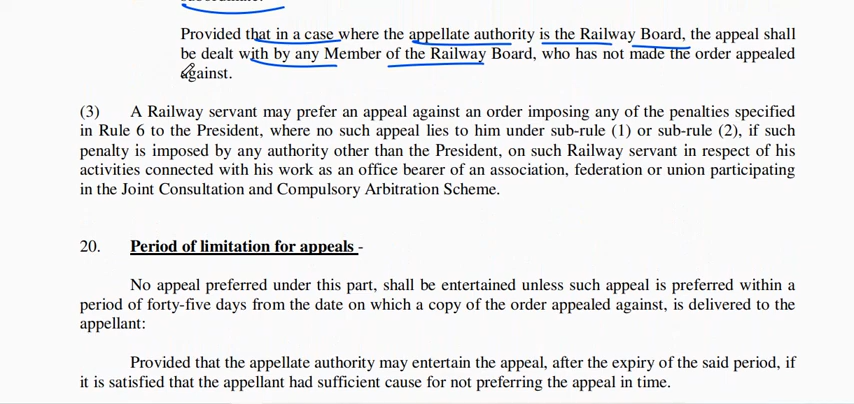 Provided that in a case where the appellate authority is the Railway Board, the appeal shall
be dealt with by any Member of the Railway Board, who has not made the order appealed
against.
(3) A Railway servant may prefer an appeal against an order imposing any of the penalties specified
in Rule 6 to the President, where no such appeal lies to him under sub-rule (1) or sub-rule (2), if such
penalty is imposed by any authority other than the President, on such Railway servant in respect of his
activities connected with his work as an office bearer of an association, federation or union participating
in the Joint Consultation and Compulsory Arbitration Scheme.
20. Period of limitation for appeals -
No appeal preferred under this part, shall be entertained unless such appeal is preferred within a
period of forty-five days from the date on which a copy of the order appealed against, is delivered to the
appellant:
Provided that the appellate authority may entertain the appeal, after the expiry of the said period, if
it is satisfied that the appellant had sufficient cause for not preferring the appeal in time.